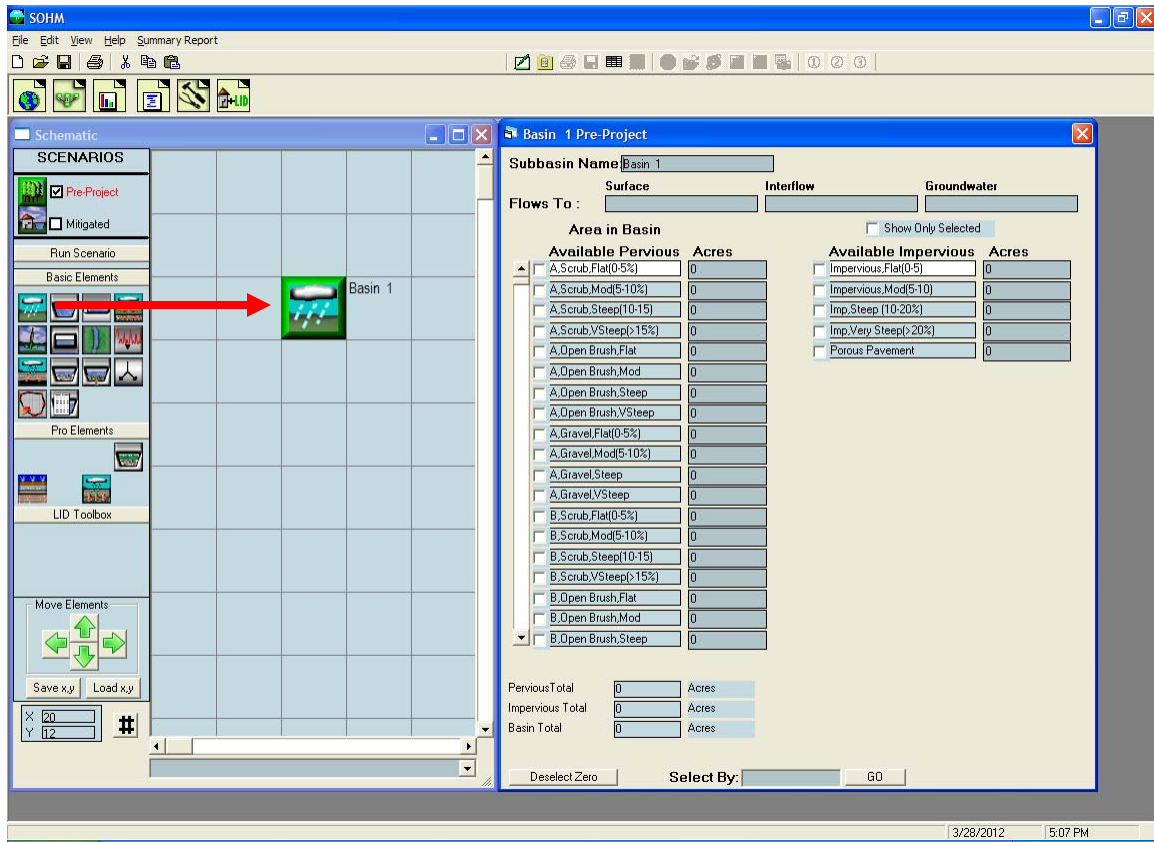 SOHM
File Edit View Help Summary Report
Schematic
SCENARIOS
Pre-Project
Mitigated
Run Scenario
Basic Elements
Pro Elements
LID Toolbox
Move Elements
Save x,y Load x,y
X 20
Y 12
#
+LID
1 2 3
Basin 1
Basin 1 Pre-Project
Subbasin Name: Basin 1
Surface Interflow Groundwater
Flows To :
Area in Basin Show Only Selected
Available Pervious Acres Available Impervious Acres
A,Scrub,Flat(0-5%) 0 Impervious,Flat(0-5) 0
A,Scrub,Mod(5-10%) 0 Impervious,Mod(5-10) 0
A,Scrub,Steep(10-15) 0 Imp,Steep (10-20%) 0
A,Scrub,VSteep(>15%) 0 Imp,Very Steep(>20%) 0
A,Open Brush,Flat 0 Porous Pavement 0
A,Open Brush,Mod 0
A,Open Brush,Steep 0
A,Open Brush,VSteep 0
A,Gravel,Flat(0-5%) 0
A,Gravel,Mod(5-10%) 0
A,Gravel,Steep 0
A,Gravel,VSteep 0
B,Scrub,Flat(0-5%) 0
B,Scrub,Mod(5-10%) 0
B,Scrub,Steep(10-15) 0
B,Scrub,VSteep(>15%) 0
B,Open Brush,Flat 0
B,Open Brush,Mod 0
B,Open Brush,Steep 0
PerviousTotal 0 Acres
Impervious Total 0 Acres
Basin Total 0 Acres
Deselect Zero Select By: GO
3/28/2012 5:07 PM